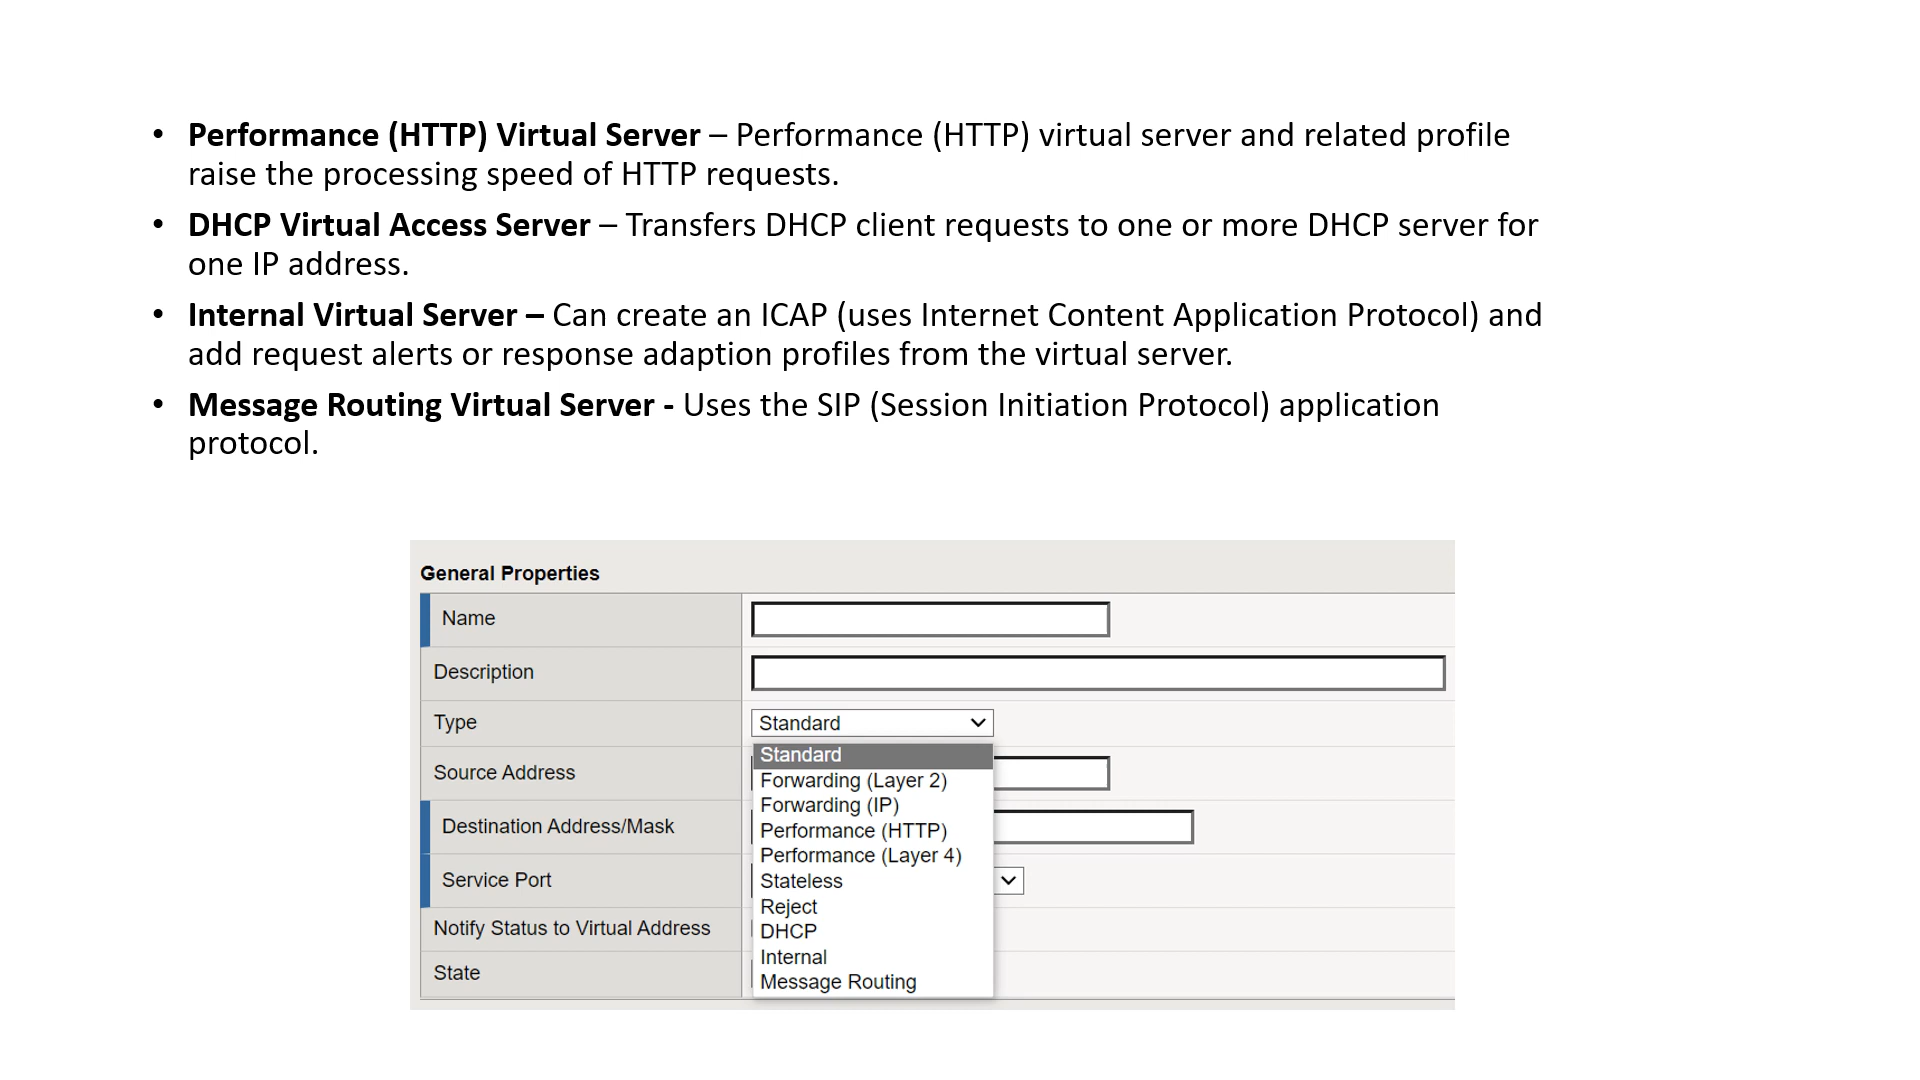 • Performance (HTTP) Virtual Server – Performance (HTTP) virtual server and related profile
raise the processing speed of HTTP requests.
• DHCP Virtual Access Server – Transfers DHCP client requests to one or more DHCP server for
one IP address.
• Internal Virtual Server – Can create an ICAP (uses Internet Content Application Protocol) and
add request alerts or response adaption profiles from the virtual server.
• Message Routing Virtual Server - Uses the SIP (Session Initiation Protocol) application
protocol.
General Properties
Name
Description
Type
Standard
Standard
Source Address
Forwarding (Layer 2)
Forwarding (IP)
Destination Address/Mask
Performance (HTTP)
Performance (Layer 4)
Service Port
Stateless
Reject
Notify Status to Virtual Address
DHCP
Internal
State
Message Routing